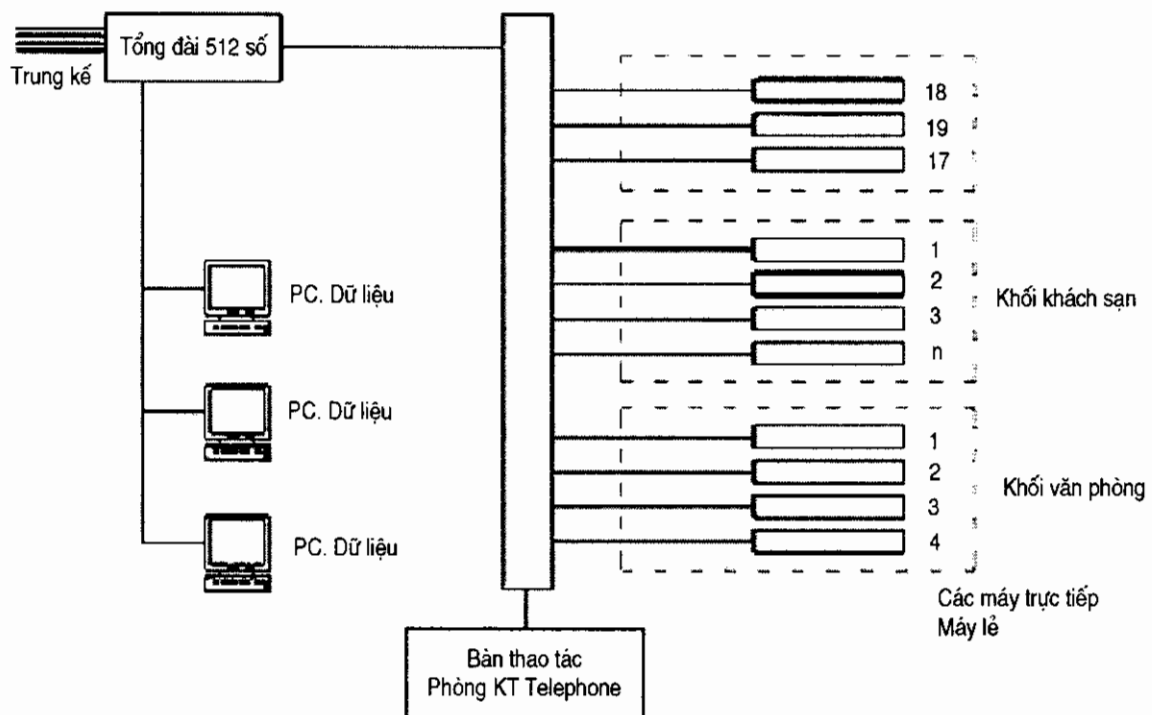 Tổng đài 512 số
Trung kế
PC. Dữ liệu
PC. Dữ liệu
PC. Dữ liệu
18
19
17
1
2
3
n
Khối khách sạn
1
2
3
4
Khối văn phòng
Các máy trực tiếp
Máy lẻ
Bàn thao tác
Phòng KT Telephone